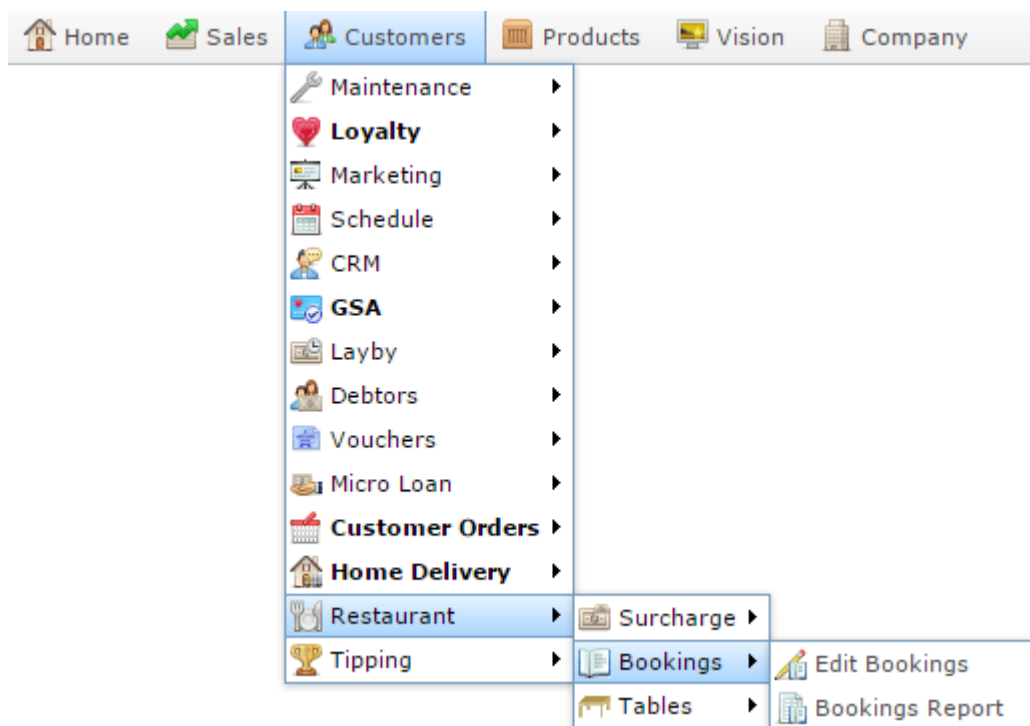 Home Sales Customers Products Vision Company
Maintenance
Loyalty
Marketing
Schedule
CRM
GSA
Layby
Debtors
Vouchers
Micro Loan
Customer Orders
Home Delivery
Restaurant Surcharge
Tipping Bookings Edit Bookings
Tables Bookings Report